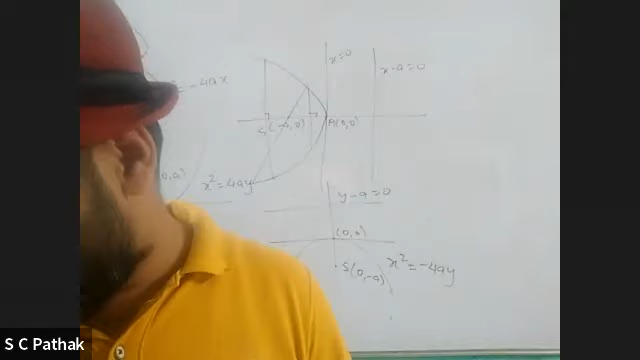 x=0
x-a=0
= -4ax
S(-a,0)
A(0,0)
0,a)
x²=4ay
y-a=0
(0,0)
S(0,-a)
x²=-4ay
S C Pathak